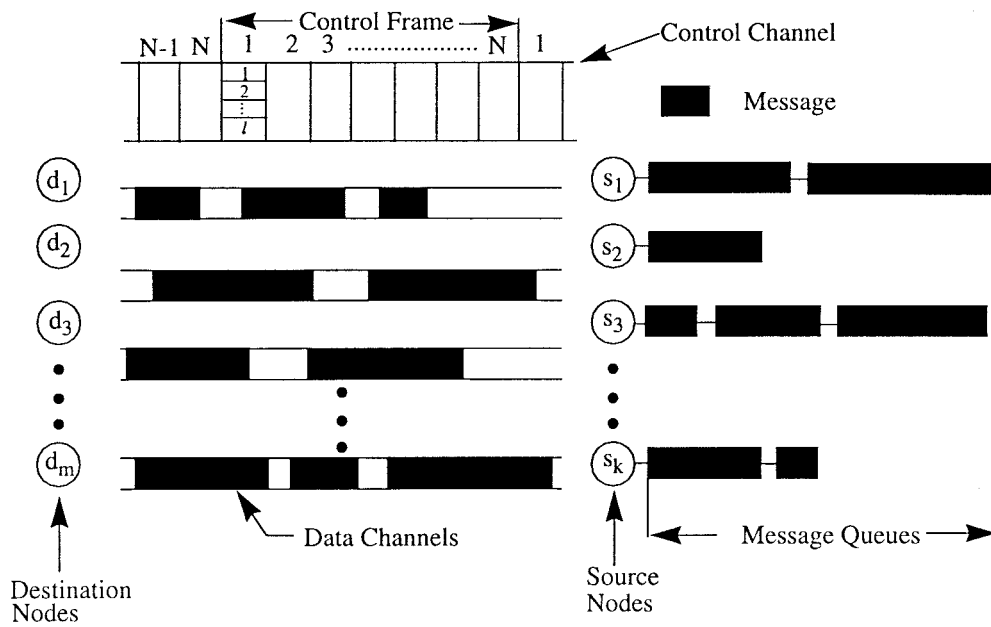 Control Frame
N-1 N 1 2 3 ...................... N 1
Control Channel
1
2
⋮
l
Message
d1
s1
d2
s2
d3
s3
dm
sk
Data Channels
Message Queues
Destination
Nodes
Source
Nodes